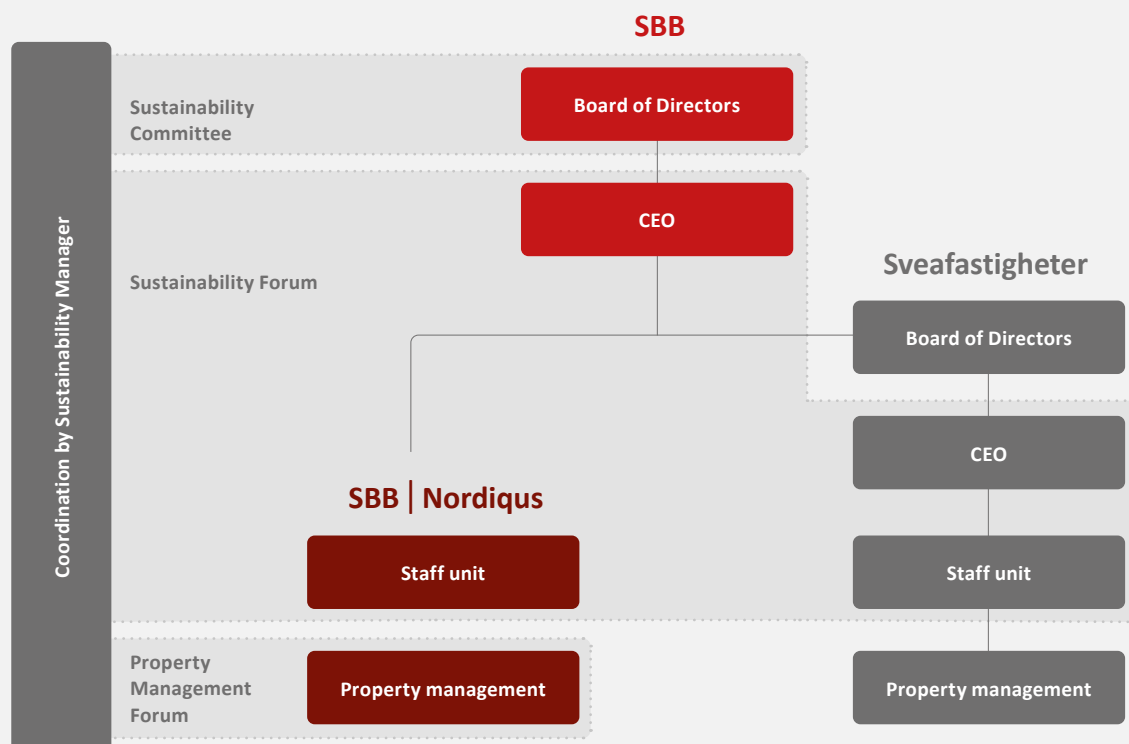 SBB
Coordination by Sustainability Manager
Sustainability
Committee
Board of Directors
CEO
Sustainability Forum
Sveafastigheter
Board of Directors
CEO
SBB | Nordiqus
Staff unit
Staff unit
Property
Management
Forum
Property management
Property management